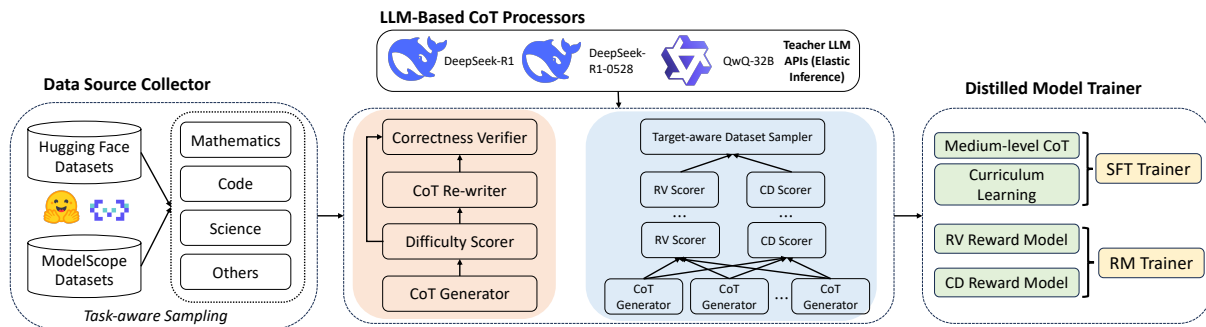 LLM-Based CoT Processors
DeepSeek-R1
DeepSeek-
R1-0528
QwQ-32B
Teacher LLM
APIs (Elastic
Inference)
Data Source Collector
Hugging Face
Datasets
ModelScope
Datasets
Mathematics
Code
Science
Others
Task-aware Sampling
Correctness Verifier
CoT Re-writer
Difficulty Scorer
CoT Generator
Target-aware Dataset Sampler
RV Scorer
CD Scorer
...
...
RV Scorer
CD Scorer
CoT
Generator
CoT
Generator
...
CoT
Generator
Distilled Model Trainer
Medium-level CoT
Curriculum
Learning
SFT Trainer
RV Reward Model
CD Reward Model
RM Trainer